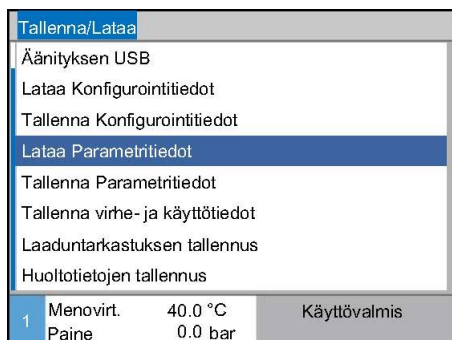 Tallenna/Lataa
Äänityksen USB
Lataa Konfigurointitiedot
Tallenna Konfigurointitiedot
Lataa Parametritiedot
Tallenna Parametritiedot
Tallenna virhe- ja käyttötiedot
Laaduntarkastuksen tallennus
Huoltotietojen tallennus
1 Menovirt. 40.0 °C Käyttövalmis
Paine 0.0 bar